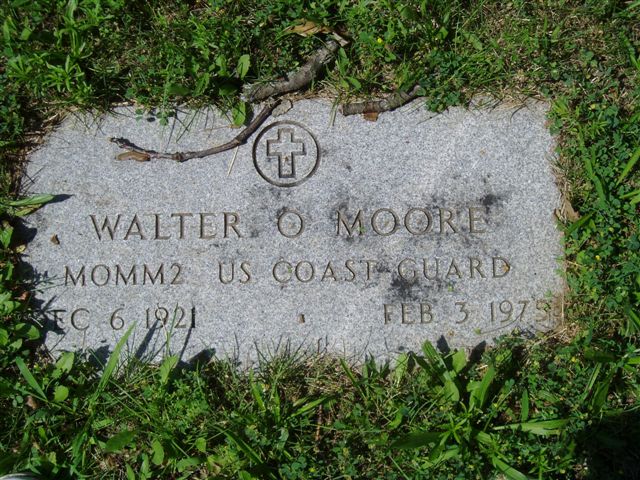 WALTER O MOORE
MOMM2 US COAST GUARD
EC 6 1921 FEB 3 1975